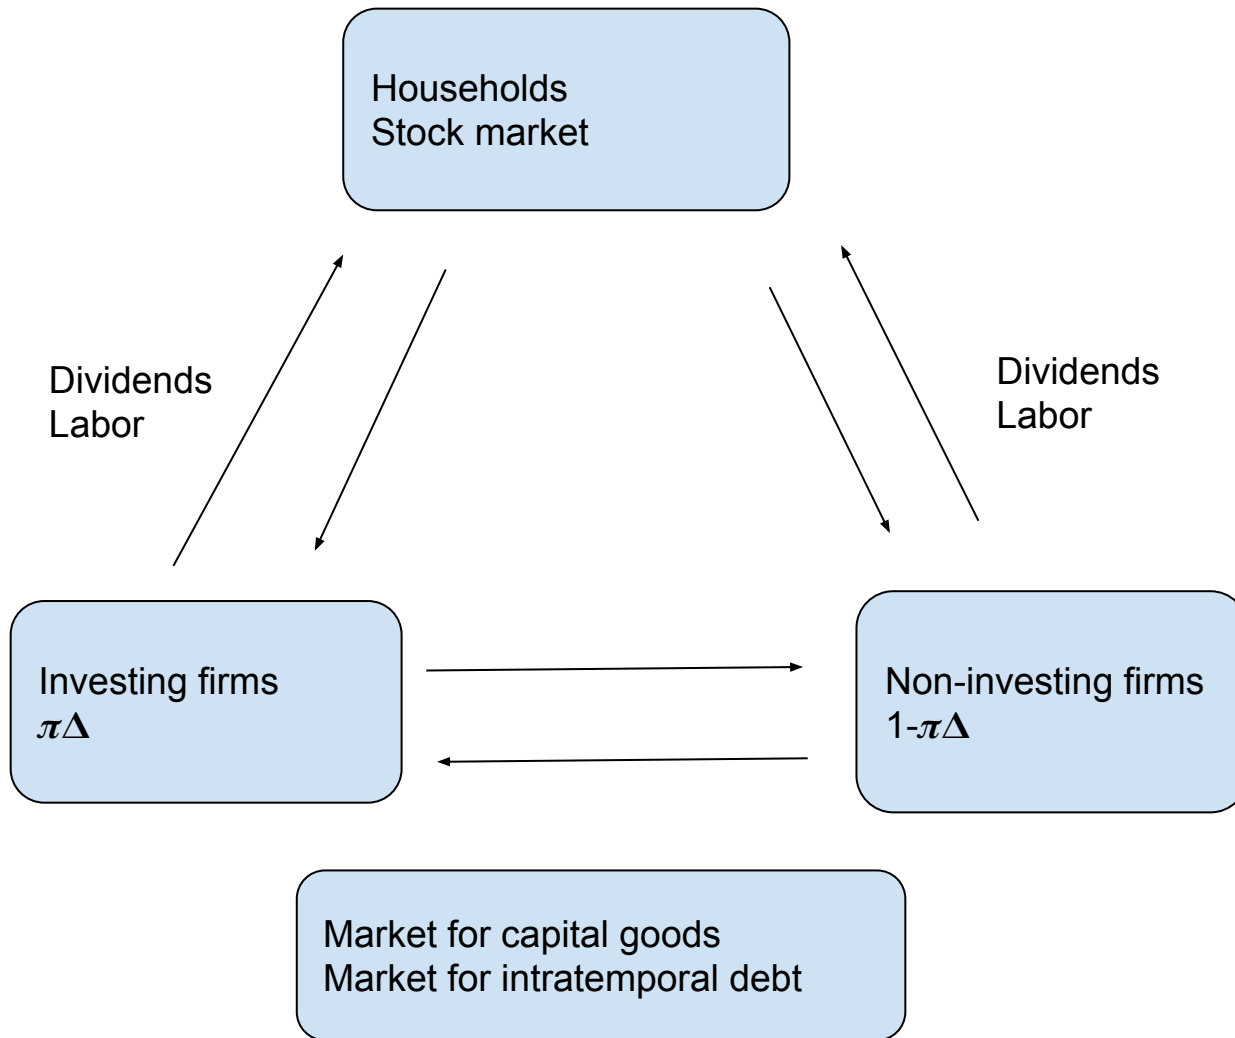 Households
Stock market
Dividends
Labor
Dividends
Labor
Investing firms
πΔ
Non-investing firms
1-πΔ
Market for capital goods
Market for intratemporal debt